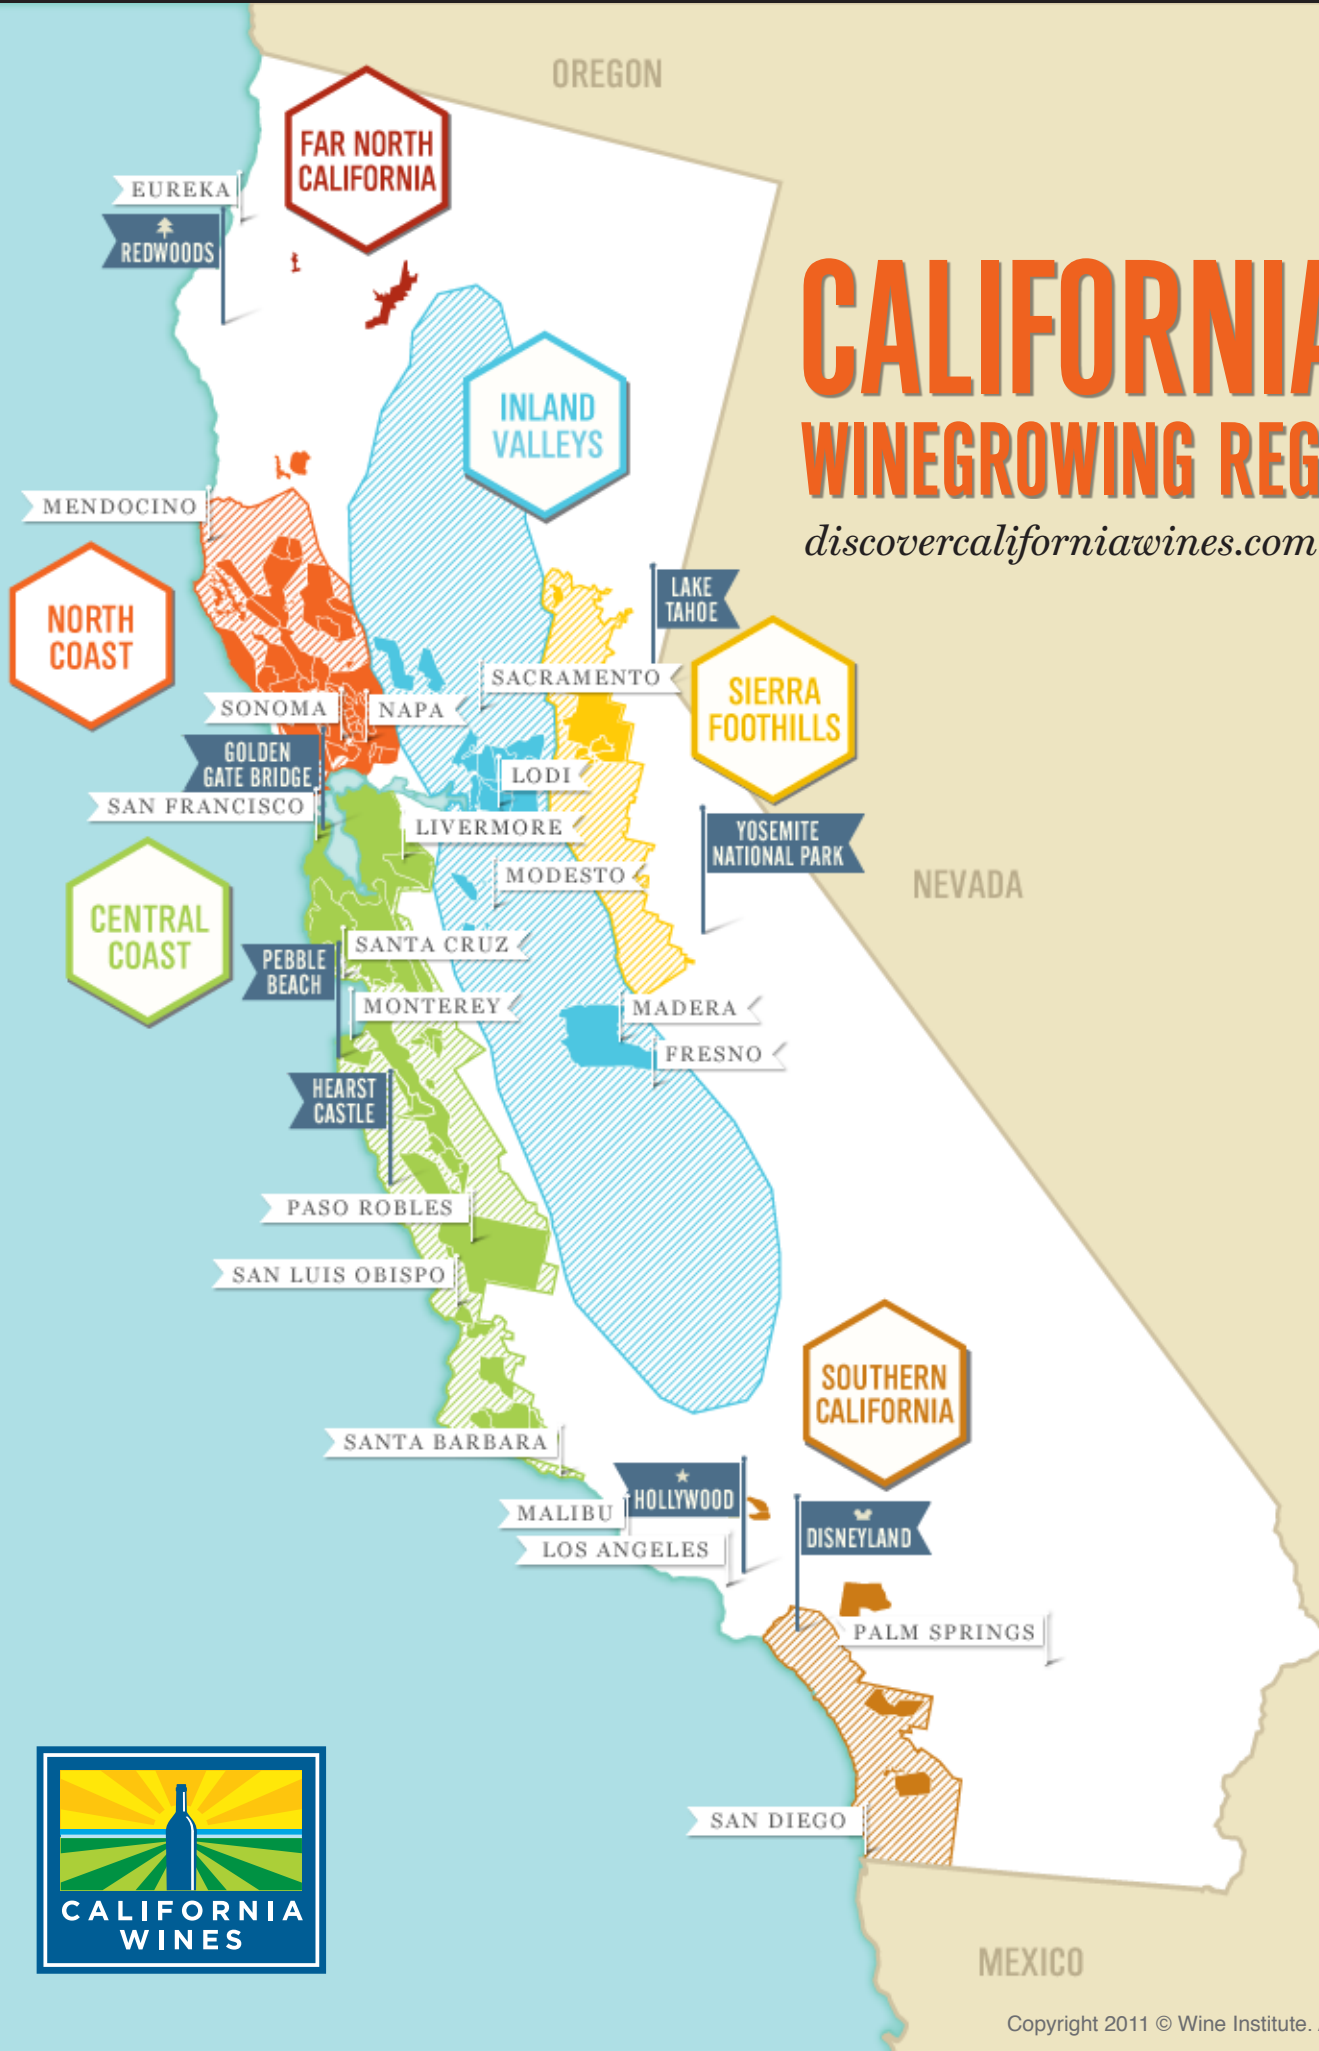 OREGON
FAR NORTH
CALIFORNIA
EUREKA
REDWOODS
CALIFORNIA
WINEGROWING REG
discovercaliforniawines.com
INLAND
VALLEYS
MENDOCINO
NORTH
COAST
LAKE
TAHOE
SACRAMENTO
SIERRA
FOOTHILLS
SONOMA
NAPA
GOLDEN
GATE BRIDGE
LODI
SAN FRANCISCO
LIVERMORE
YOSEMITE
NATIONAL PARK
MODESTO
NEVADA
CENTRAL
COAST
SANTA CRUZ
PEBBLE
BEACH
MONTEREY
MADERA
FRESNO
HEARST
CASTLE
PASO ROBLES
SAN LUIS OBISPO
SOUTHERN
CALIFORNIA
SANTA BARBARA
HOLLYWOOD
MALIBU
DISNEYLAND
LOS ANGELES
PALM SPRINGS
SAN DIEGO
CALIFORNIA
WINES
MEXICO
Copyright 2011 © Wine Institute.